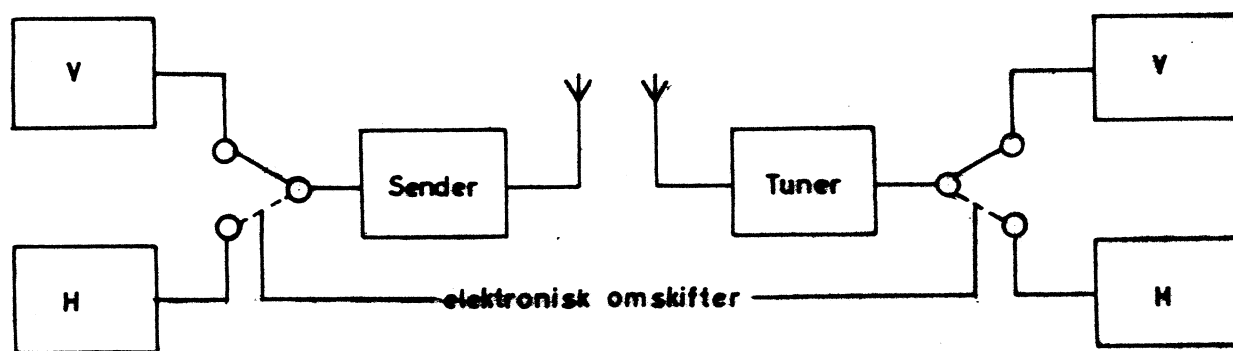 V
V
Sender
Tuner
H
elektronisk omskifter
H